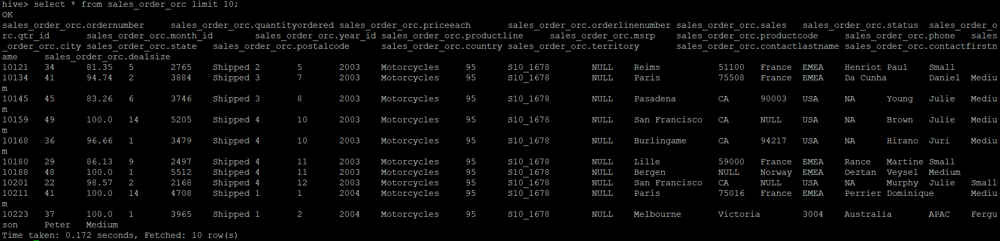 hive> select * from sales_order_orc limit 10;
OK
sales_order_orc.ordernumber sales_order_orc.quantityordered sales_order_orc.priceeach sales_order_orc.orderlinenumber sales_order_orc.sales sales_order_orc.status sales_order_o
rc.qtr_id sales_order_orc.month_id sales_order_orc.year_id sales_order_orc.productline sales_order_orc.msrp sales_order_orc.productcode sales_order_orc.phone sales
_order_orc.city sales_order_orc.state sales_order_orc.postalcode sales_order_orc.country sales_order_orc.territory sales_order_orc.contactlastname sales_order_orc.contactfirstn
ame sales_order_orc.dealsize
10121 34 81.35 5 2765 Shipped 2 5 2003 Motorcycles 95 S10_1678 NULL Reims 51100 France EMEA Henriot Paul Small
10134 41 94.74 2 3884 Shipped 3 7 2003 Motorcycles 95 S10_1678 NULL Paris 75508 France EMEA Da Cunha Daniel Mediu
m
10145 45 83.26 6 3746 Shipped 3 8 2003 Motorcycles 95 S10_1678 NULL Pasadena CA 90003 USA NA Young Julie Mediu
m
10159 49 100.0 14 5205 Shipped 4 10 2003 Motorcycles 95 S10_1678 NULL San Francisco CA NULL USA NA Brown Julie Mediu
m
10168 36 96.66 1 3479 Shipped 4 10 2003 Motorcycles 95 S10_1678 NULL Burlingame CA 94217 USA NA Hirano Juri Mediu
m
10180 29 86.13 9 2497 Shipped 4 11 2003 Motorcycles 95 S10_1678 NULL Lille 59000 France EMEA Rance Martine Small
10188 48 100.0 1 5512 Shipped 4 11 2003 Motorcycles 95 S10_1678 NULL Bergen NULL Norway EMEA Oeztan Veysel Medium
10201 22 98.57 2 2168 Shipped 4 12 2003 Motorcycles 95 S10_1678 NULL San Francisco CA NULL USA NA Murphy Julie Small
10211 41 100.0 14 4708 Shipped 1 1 2004 Motorcycles 95 S10_1678 NULL Paris 75016 France EMEA Perrier Dominique Mediu
m
10223 37 100.0 1 3965 Shipped 1 2 2004 Motorcycles 95 S10_1678 NULL Melbourne Victoria 3004 Australia APAC Fergu
son Peter Medium
Time taken: 0.172 seconds, Fetched: 10 row(s)